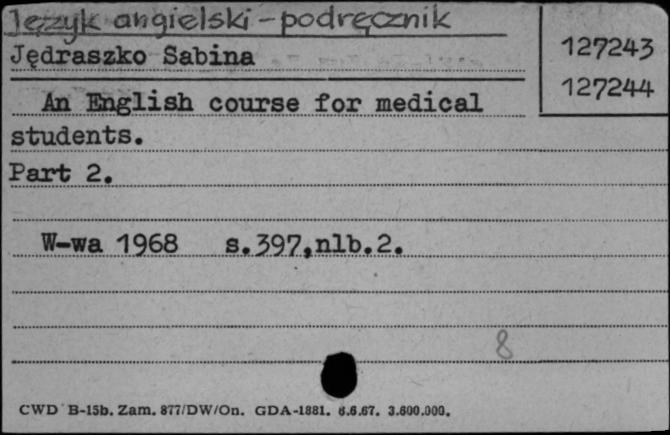 Język angielski - podręcznik
Jędraszko Sabina
127243
127244
An English course for medical
students.
Part 2.
W-wa 1968 s.397,nlb.2.
8
CWD B-15b. Zam. 877/DW/On. GDA-1881. 6.6.67. 3.600.000.